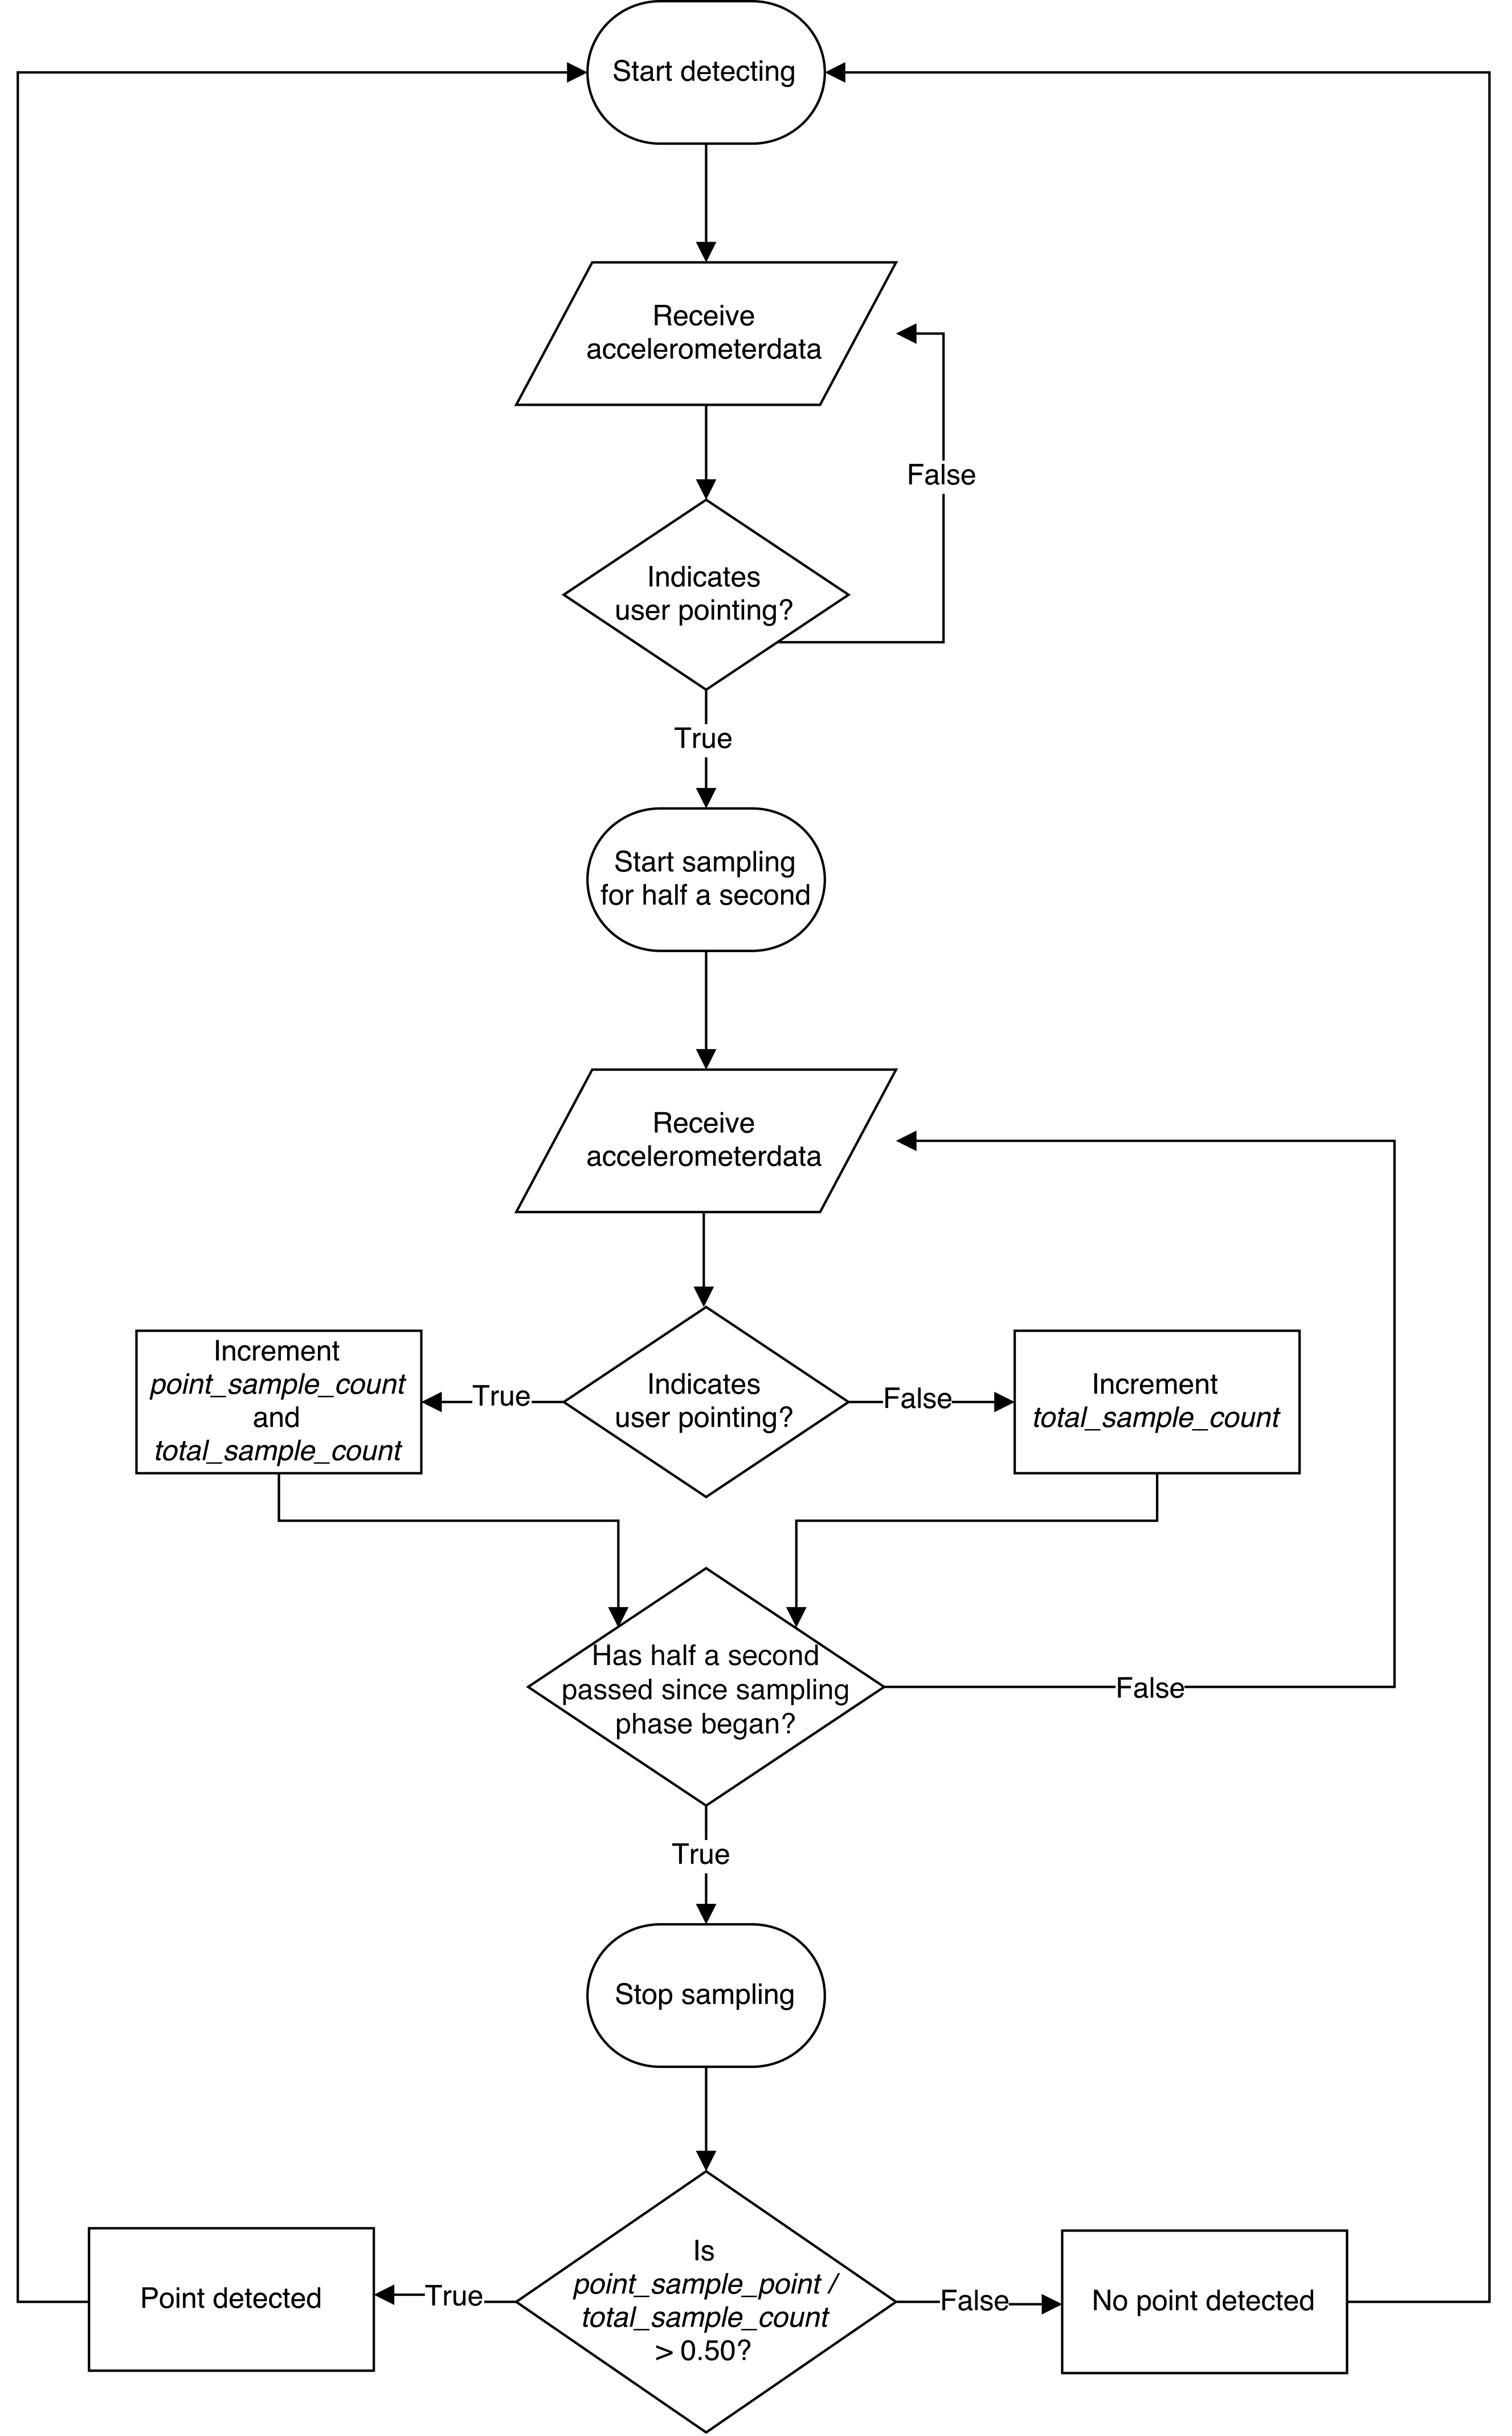 Start detecting
Receive
accelerometerdata
False
Indicates
user pointing?
True
Start sampling
for half a second
Receive
accelerometerdata
Increment
point_sample_count
and
total_sample_count
True
Indicates
user pointing?
False
Increment
total_sample_count
Has half a second
passed since sampling
phase began?
False
True
Stop sampling
Point detected
True
Is
point_sample_point /
total_sample_count
> 0.50?
False
No point detected